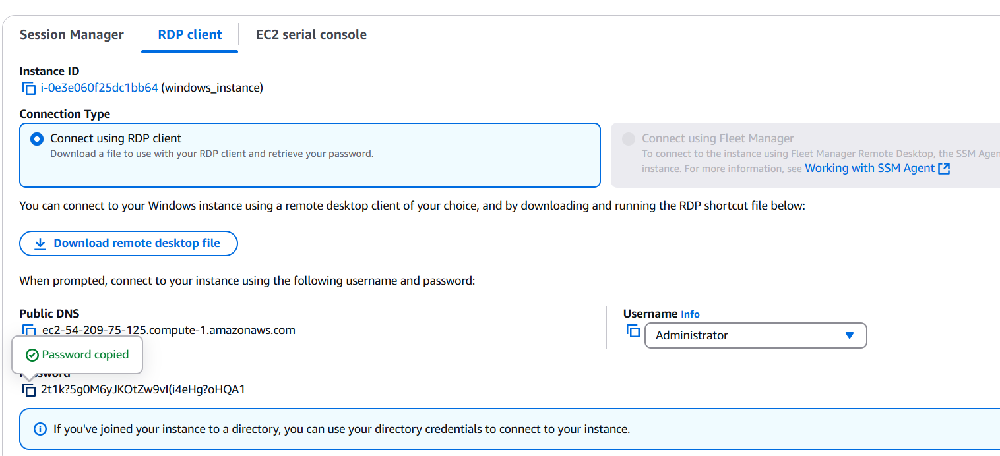 Session Manager
RDP client
EC2 serial console
Instance ID
i-0e3e060f25dc1bb64 (windows_instance)
Connection Type
Connect using RDP client
Download a file to use with your RDP client and retrieve your password.
Connect using Fleet Manager
To connect to the instance using Fleet Manager Remote Desktop, the SSM Agen
instance. For more information, see Working with SSM Agent
You can connect to your Windows instance using a remote desktop client of your choice, and by downloading and running the RDP shortcut file below:
Download remote desktop file
When prompted, connect to your instance using the following username and password:
Public DNS
ec2-54-209-75-125.compute-1.amazonaws.com
Username Info
Administrator
Password copied
Password
2t1k?5g0M6yJKOtZw9vI(i4eHg?oHQA1
If you've joined your instance to a directory, you can use your directory credentials to connect to your instance.